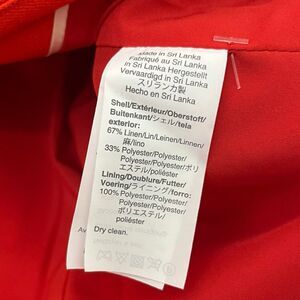 Made in Sri Lanka
Fabriqué au Sri Lanka
In Sri Lanka Hergestellt
Vervaardigd in Sri Lanka
スリランカ製
Hecho en Sri Lanka
Shell/Extérieur/Oberstoff/
Buitenkant/シェル/tela
exterior:
67% Linen/Lin/Leinen/Linnen/
麻/lino
33% Polyester/Polyester/
Polyester/Polyester/ポリ
エステル/poliéster
Lining/Doublure/Futter/
Voering/ライニング/forro:
100% Polyester/Polyester/
Polyester/Polyester/
ポリエステル/
poliéster
Dry clean.